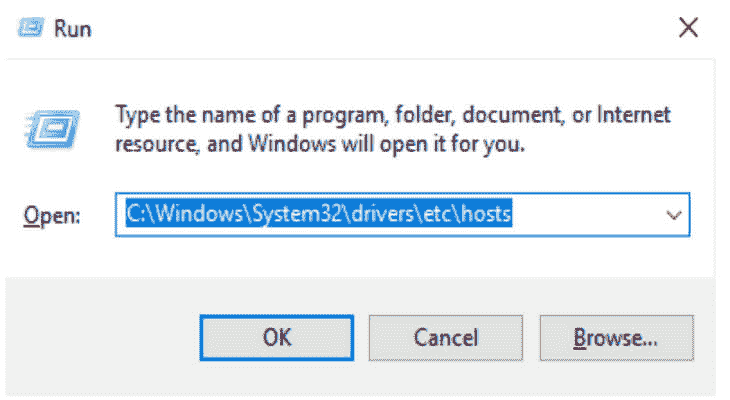 Run
Type the name of a program, folder, document, or Internet
resource, and Windows will open it for you.
Open: C:\Windows\System32\drivers\etc\hosts
OK Cancel Browse...